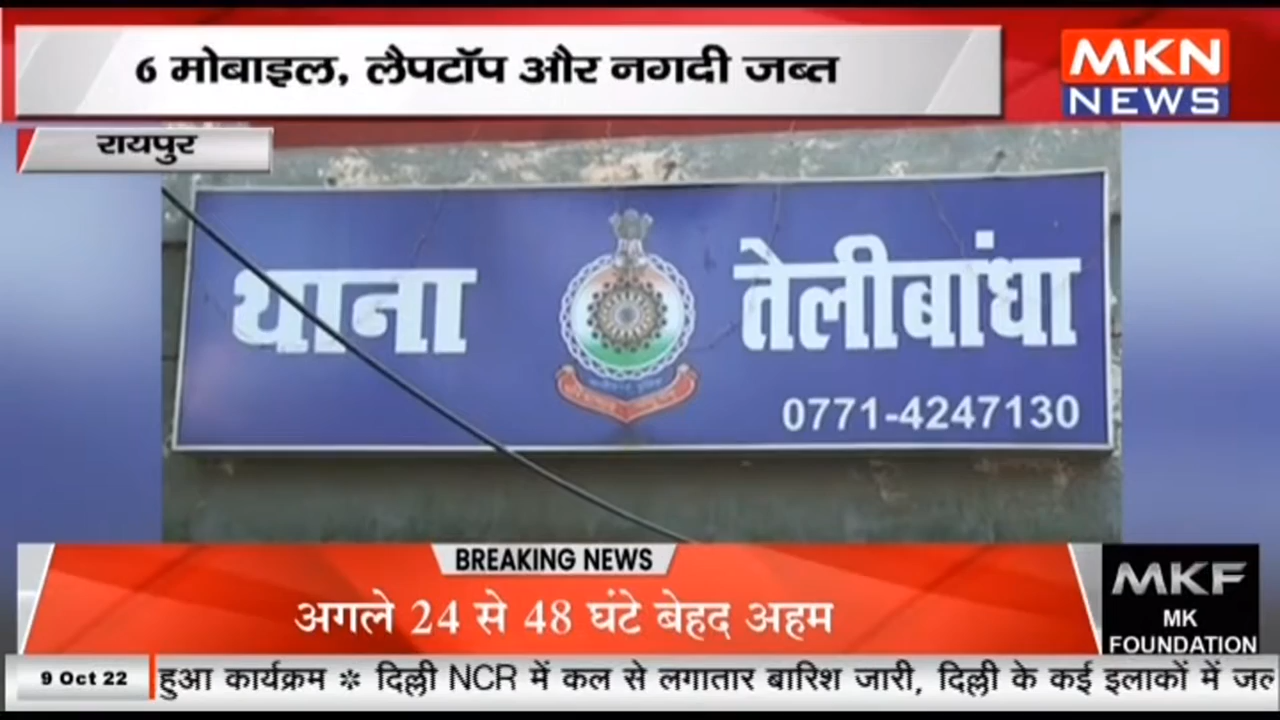 6 मोबाइल, लैपटॉप और नगदी जब्त
MKN
NEWS
रायपुर
थाना तेलीबांधा
0771-4247130
BREAKING NEWS
अगले 24 से 48 घंटे बेहद अहम
MKF
MK
FOUNDATION
9 Oct 22 हुआ कार्यक्रम * दिल्ली NCR में कल से लगातार बारिश जारी, दिल्ली के कई इलाकों में जल